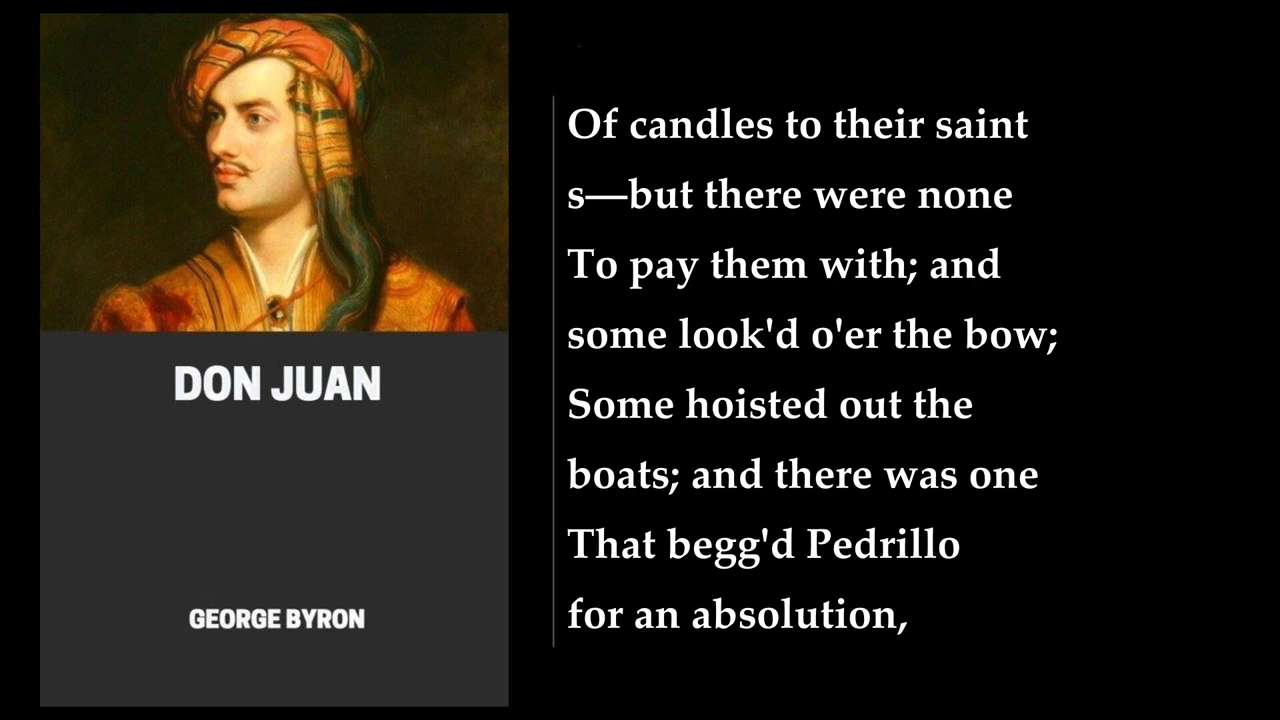 DON JUAN
GEORGE BYRON
Of candles to their saint
s—but there were none
To pay them with; and
some look'd o'er the bow;
Some hoisted out the
boats; and there was one
That begg'd Pedrillo
for an absolution,